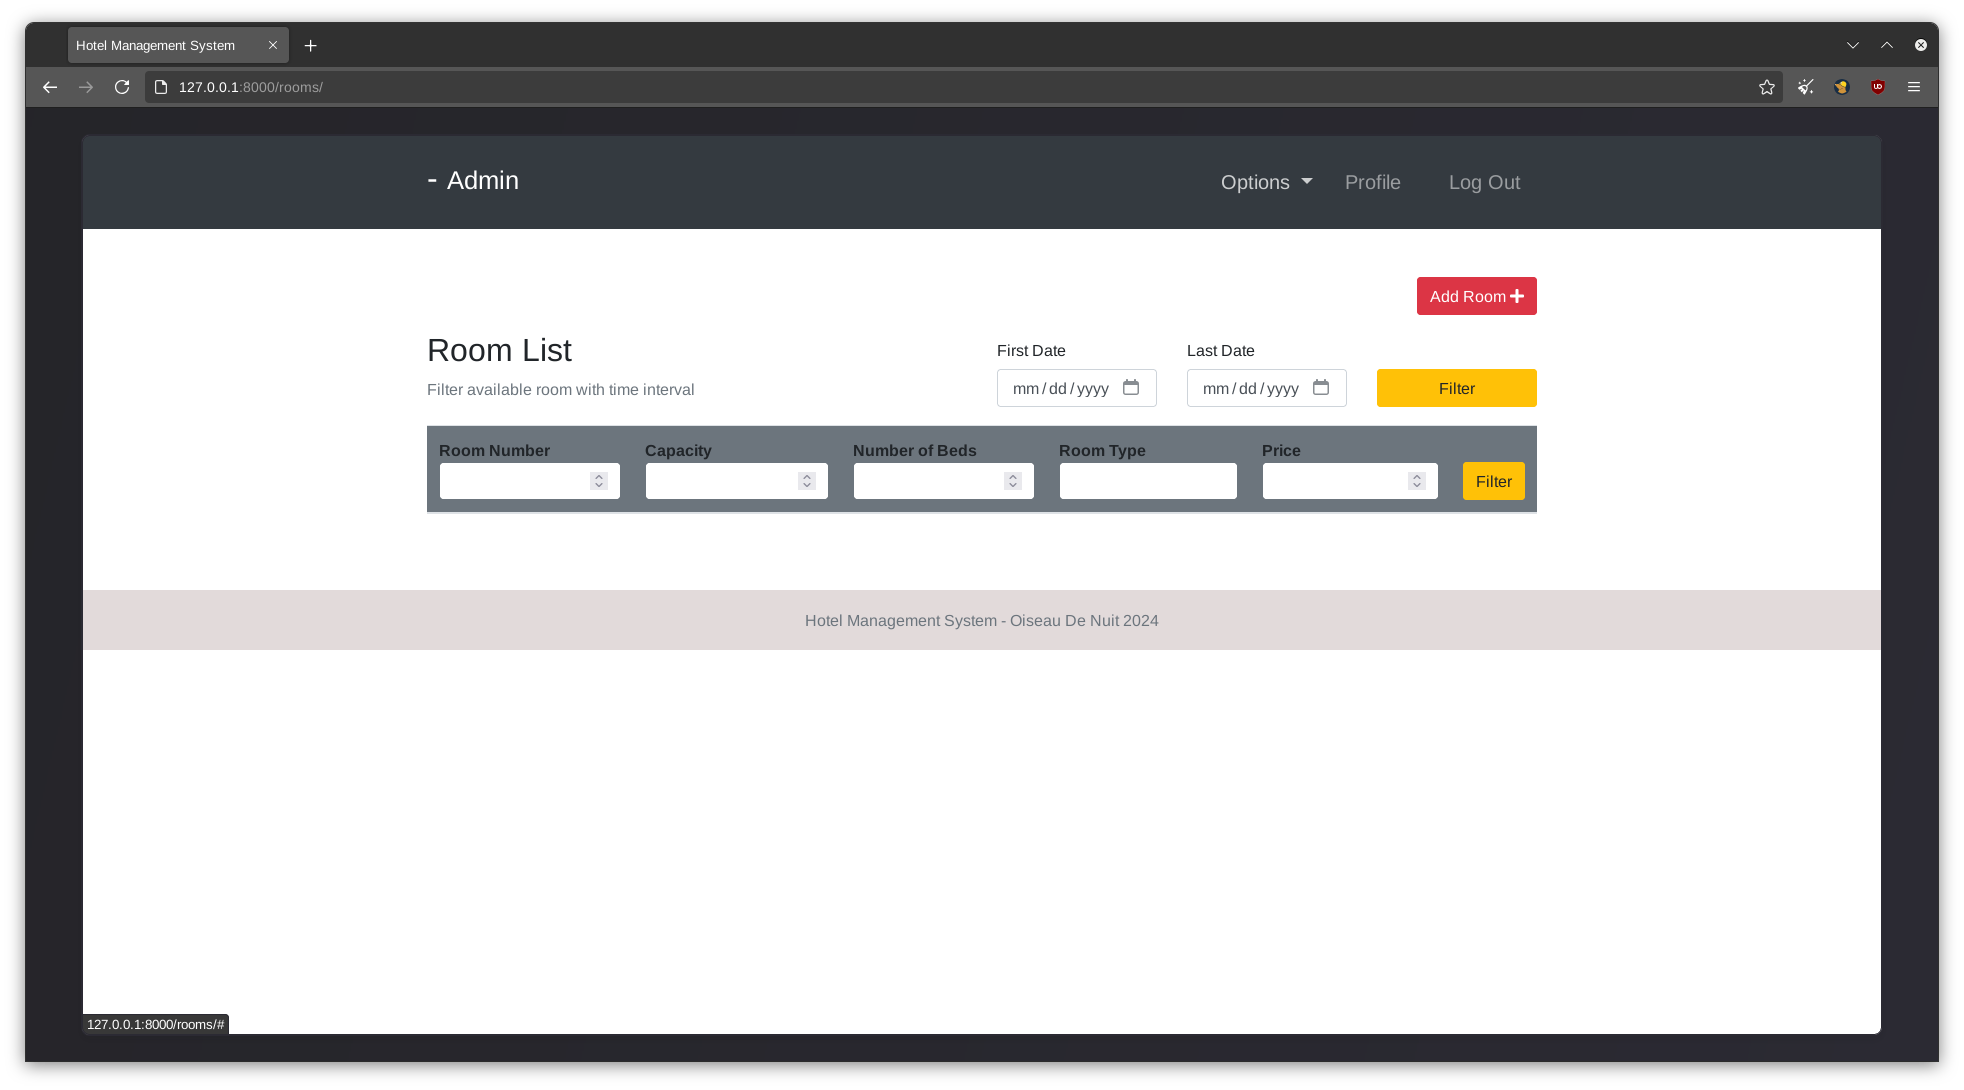 Hotel Management System
127.0.0.1:8000/rooms/
- Admin
Options
Profile
Log Out
Add Room
Room List
First Date
Last Date
Filter available room with time interval
mm/dd/yyyy
mm/dd/yyyy
Filter
Room Number
Capacity
Number of Beds
Room Type
Price
Filter
Hotel Management System - Oiseau De Nuit 2024
127.0.0.1:8000/rooms/#